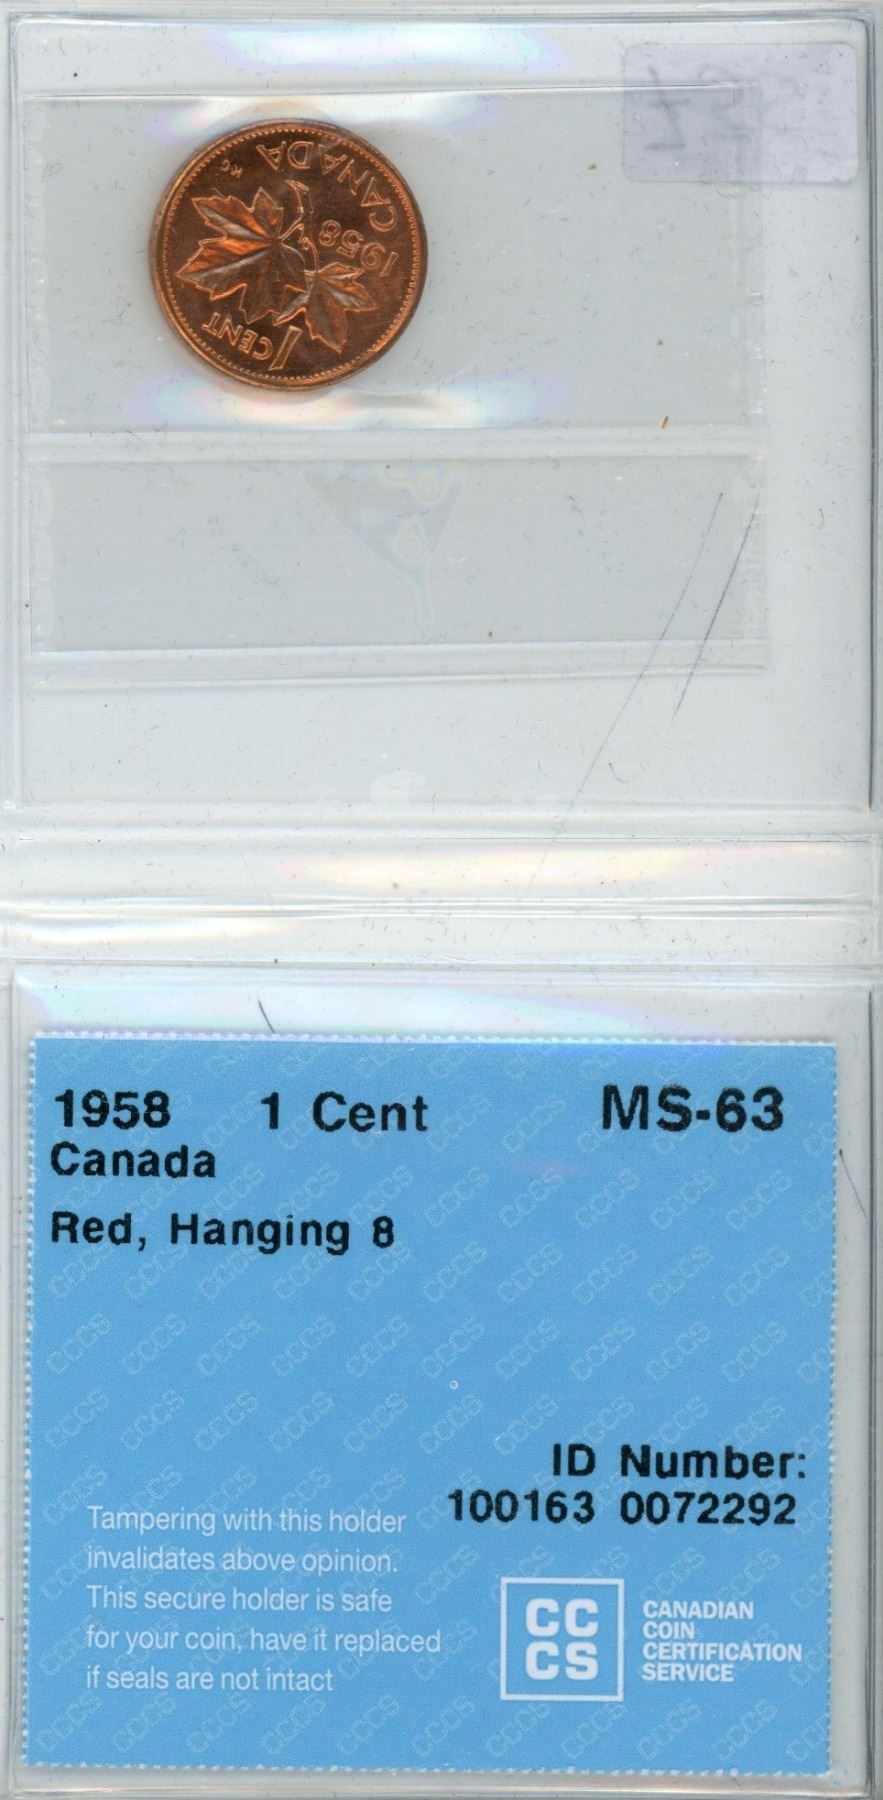 1 CENT
1958
CANADA
KG
1958 1 Cent MS-63
Canada
Red, Hanging 8
ID Number:
100163 0072292
Tampering with this holder
invalidates above opinion.
This secure holder is safe
for your coin, have it replaced
if seals are not intact
CC
CS
CANADIAN
COIN
CERTIFICATION
SERVICE